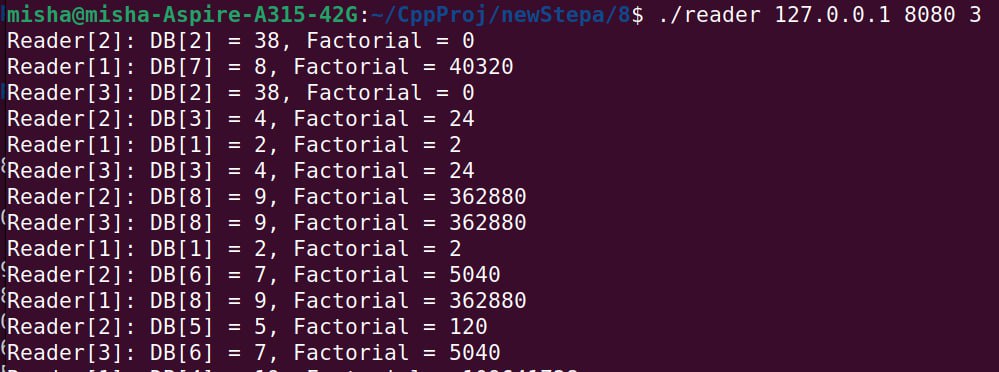 misha@misha-Aspire-A315-42G:~/CppProj/newStepa/8$ ./reader 127.0.0.1 8080 3
Reader[2]: DB[2] = 38, Factorial = 0
Reader[1]: DB[7] = 8, Factorial = 40320
Reader[3]: DB[2] = 38, Factorial = 0
Reader[2]: DB[3] = 4, Factorial = 24
Reader[1]: DB[1] = 2, Factorial = 2
Reader[3]: DB[3] = 4, Factorial = 24
Reader[2]: DB[8] = 9, Factorial = 362880
Reader[3]: DB[8] = 9, Factorial = 362880
Reader[1]: DB[1] = 2, Factorial = 2
Reader[2]: DB[6] = 7, Factorial = 5040
Reader[1]: DB[8] = 9, Factorial = 362880
Reader[2]: DB[5] = 5, Factorial = 120
Reader[3]: DB[6] = 7, Factorial = 5040